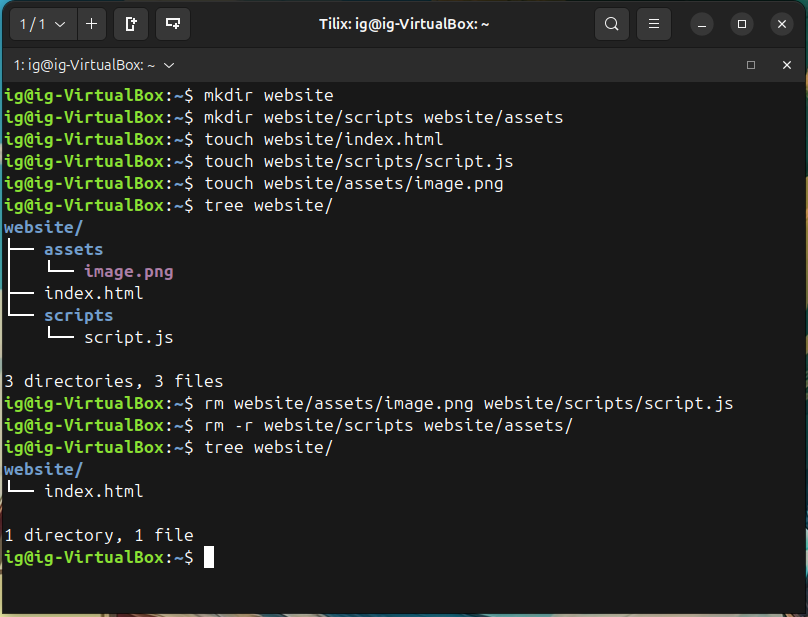 1 / 1
Tilix: ig@ig-VirtualBox: ~
1: ig@ig-VirtualBox: ~
ig@ig-VirtualBox:~$ mkdir website
ig@ig-VirtualBox:~$ mkdir website/scripts website/assets
ig@ig-VirtualBox:~$ touch website/index.html
ig@ig-VirtualBox:~$ touch website/scripts/script.js
ig@ig-VirtualBox:~$ touch website/assets/image.png
ig@ig-VirtualBox:~$ tree website/
website/
├── assets
│   └── image.png
├── index.html
└── scripts
    └── script.js
3 directories, 3 files
ig@ig-VirtualBox:~$ rm website/assets/image.png website/scripts/script.js
ig@ig-VirtualBox:~$ rm -r website/scripts website/assets/
ig@ig-VirtualBox:~$ tree website/
website/
└── index.html
1 directory, 1 file
ig@ig-VirtualBox:~$